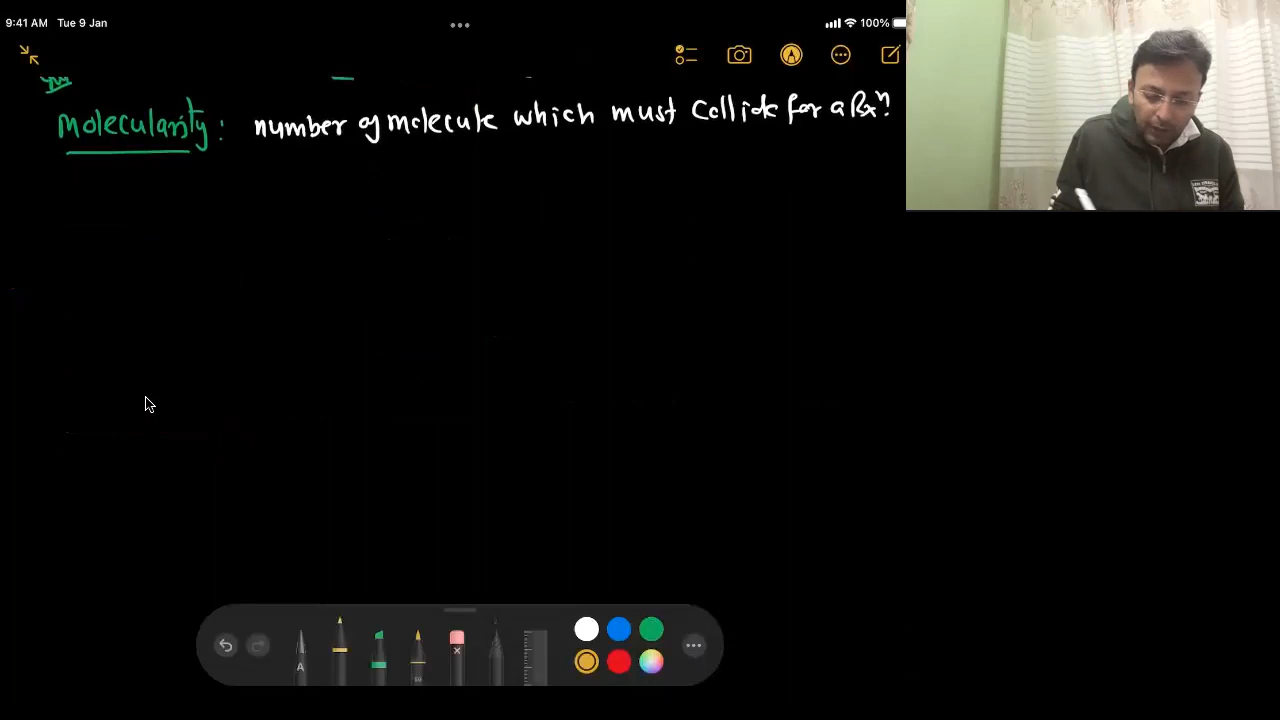 9:41 AM Tue 9 Jan
100%
Molecularity: number of molecule which must collide for a Rxn
A